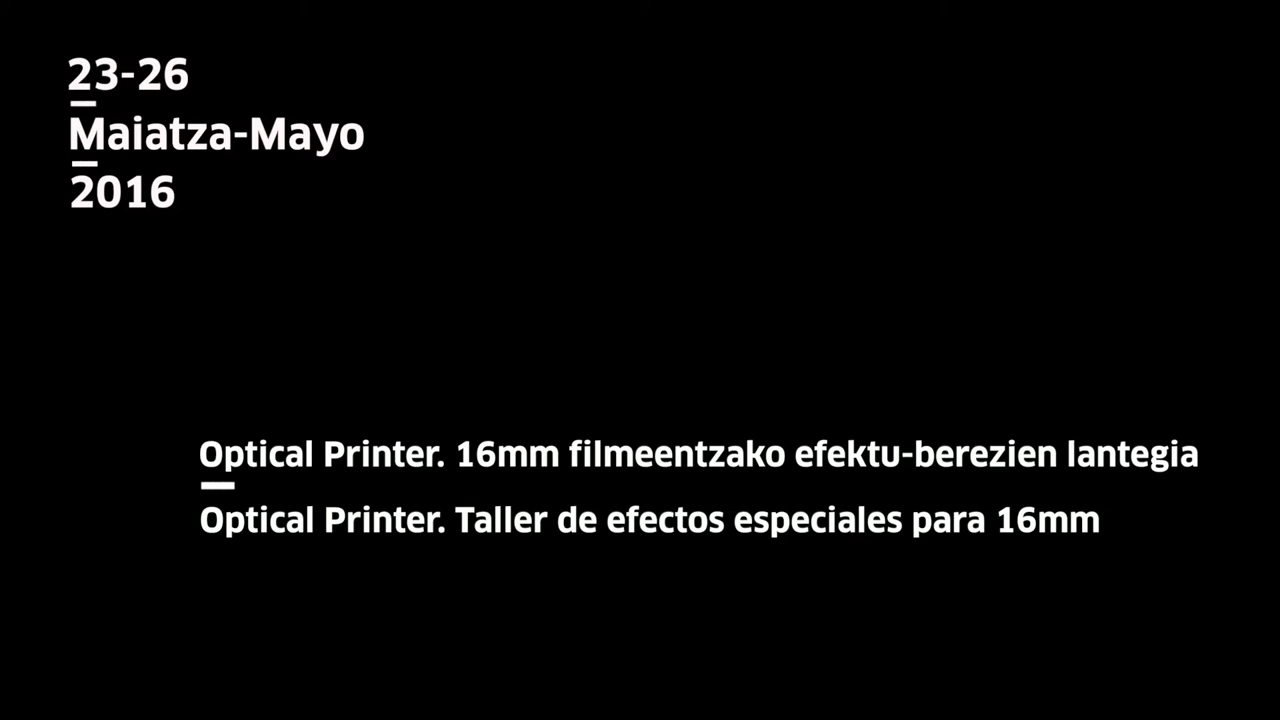 23-26
Maiatza-Mayo
2016
Optical Printer. 16mm filmeentzako efektu-berezien lantegia
Optical Printer. Taller de efectos especiales para 16mm